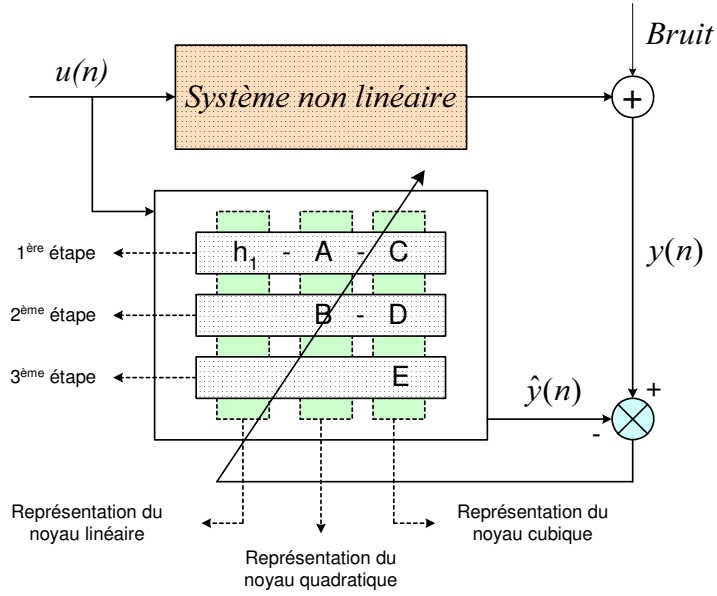 Bruit
u(n)
Système non linéaire
+
1ère étape
h1 - A - C
y(n)
2ème étape
B - D
3ème étape
E
ŷ(n)
+
-
Représentation du
noyau linéaire
Représentation du
noyau quadratique
Représentation du
noyau cubique